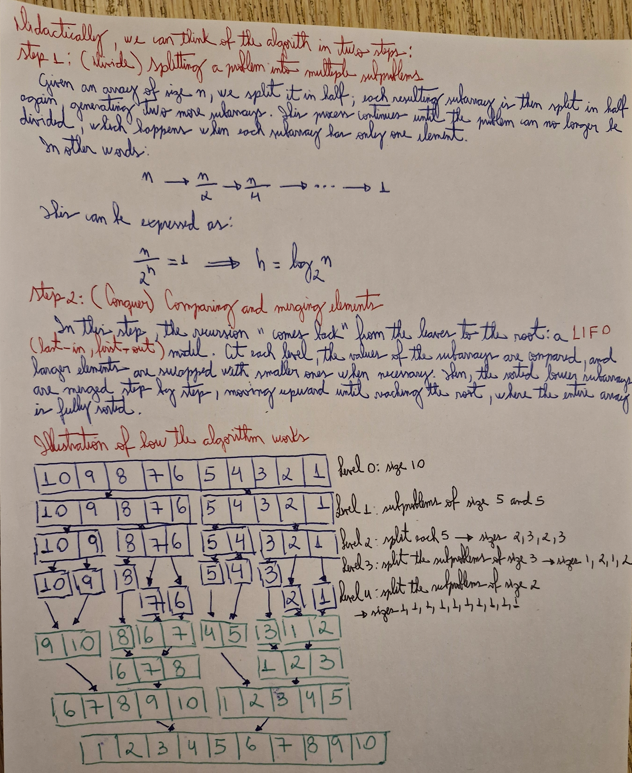 Didactically, we can think of the algorith in two steps:
step 1: (Divide) splitting a problem into multiple subproblems
Given an array of size n, we split it in half; each resulting subarray is then split in half
again, generating two more subarrays. This process continues until the problem can no longer be
divided, which happens when each subarray has only one element.
In other words:
n → n/2 → n/4 → ... → 1
This can be expressed as:
n/2^h = 1 ⟹ h = log₂ n
step 2: (Conquer) Comparing and merging elements
In this step, the recursion "comes back" from the leaves to the root: a LIFO
(last-in, first-out) model. At each level, the values of the subarrays are compared, and
larger elements are swapped with smaller ones when necessary. Then, the sorted lower subarrays
are merged step by step, moving upward until reaching the root, where the entire array
is fully sorted.
Illustration of how the algorithm works
10 9 8 7 6 5 4 3 2 1 level 0: size 10
10 9 8 7 6 5 4 3 2 1 level 1: subproblems of size 5 and 5
10 9 8 7 6 5 4 3 2 1 level 2: split each 5 → sizes 2, 3, 2, 3
level 3: split the subproblems of size 3 → sizes 1, 2, 1, 2
10 9 8 5 4 3
7 6 2 1 level 4: split the subproblems of size 2
→ sizes 1, 1, 1, 1, 1, 1, 1, 1, 1, 1
9 10 8 6 7 4 5 3 1 2
6 7 8 1 2 3
6 7 8 9 10 1 2 3 4 5
1 2 3 4 5 6 7 8 9 10